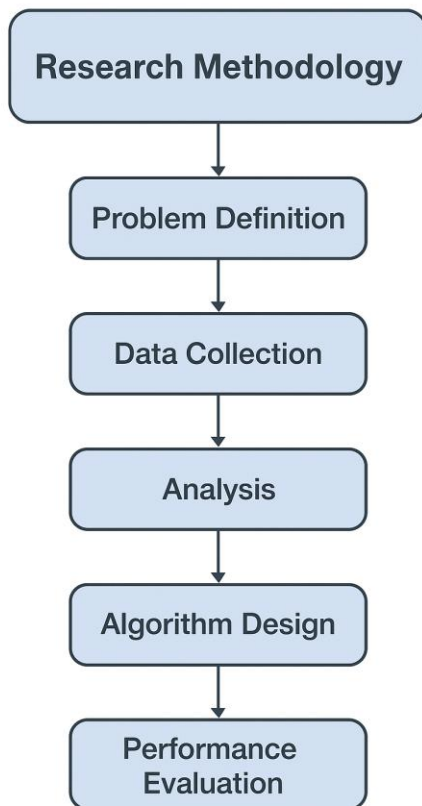 Research Methodology
Problem Definition
Data Collection
Analysis
Algorithm Design
Performance
Evaluation